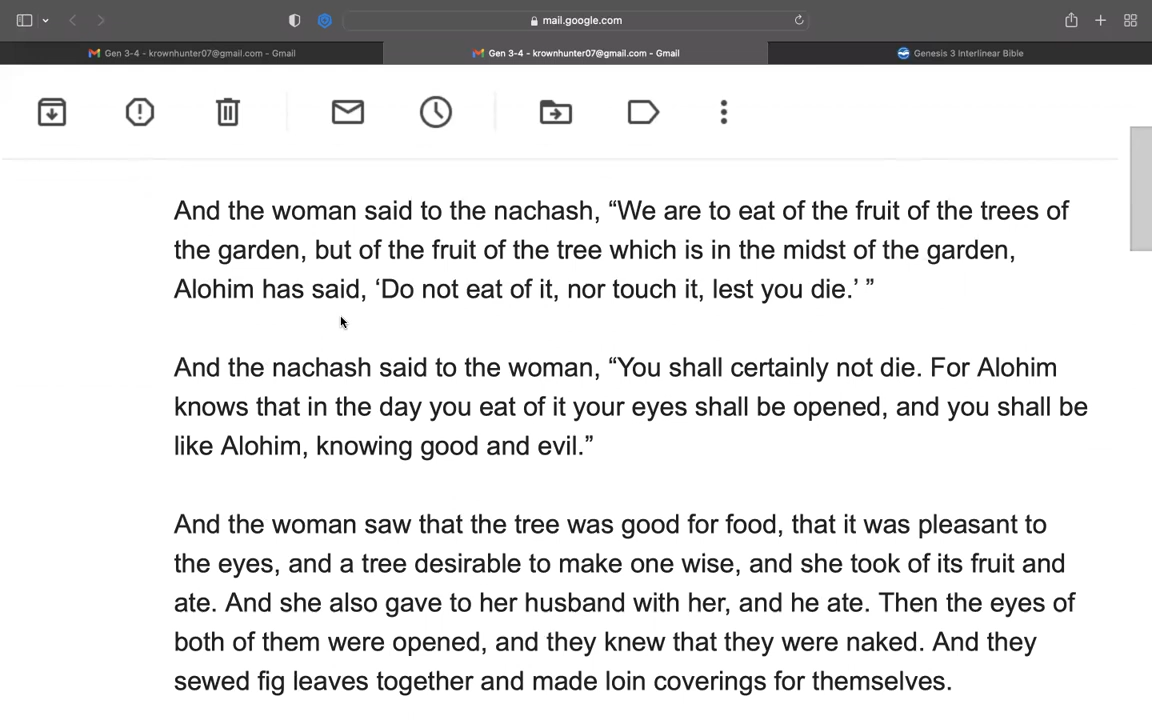 mail.google.com
Gen 3-4 - krownhunter07@gmail.com - Gmail
Gen 3-4 - krownhunter07@gmail.com - Gmail
Genesis 3 Interlinear Bible
And the woman said to the nachash, “We are to eat of the fruit of the trees of
the garden, but of the fruit of the tree which is in the midst of the garden,
Alohim has said, ‘Do not eat of it, nor touch it, lest you die.’ ”
And the nachash said to the woman, “You shall certainly not die. For Alohim
knows that in the day you eat of it your eyes shall be opened, and you shall be
like Alohim, knowing good and evil.”
And the woman saw that the tree was good for food, that it was pleasant to
the eyes, and a tree desirable to make one wise, and she took of its fruit and
ate. And she also gave to her husband with her, and he ate. Then the eyes of
both of them were opened, and they knew that they were naked. And they
sewed fig leaves together and made loin coverings for themselves.